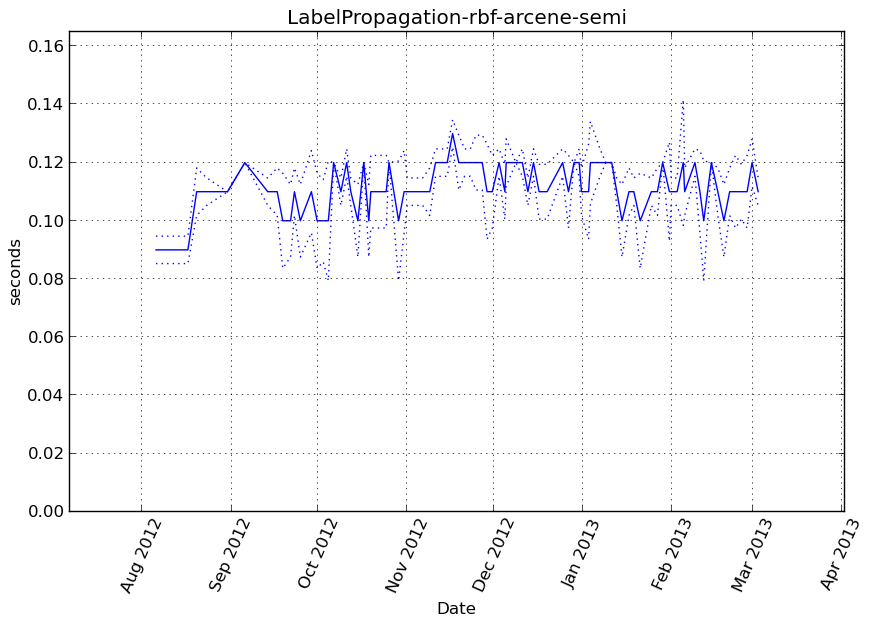 LabelPropagation-rbf-arcene-semi
0.16
0.14
0.12
0.10
0.08
0.06
0.04
0.02
0.00
seconds
Aug 2012
Sep 2012
Oct 2012
Nov 2012
Dec 2012
Jan 2013
Feb 2013
Mar 2013
Apr 2013
Date